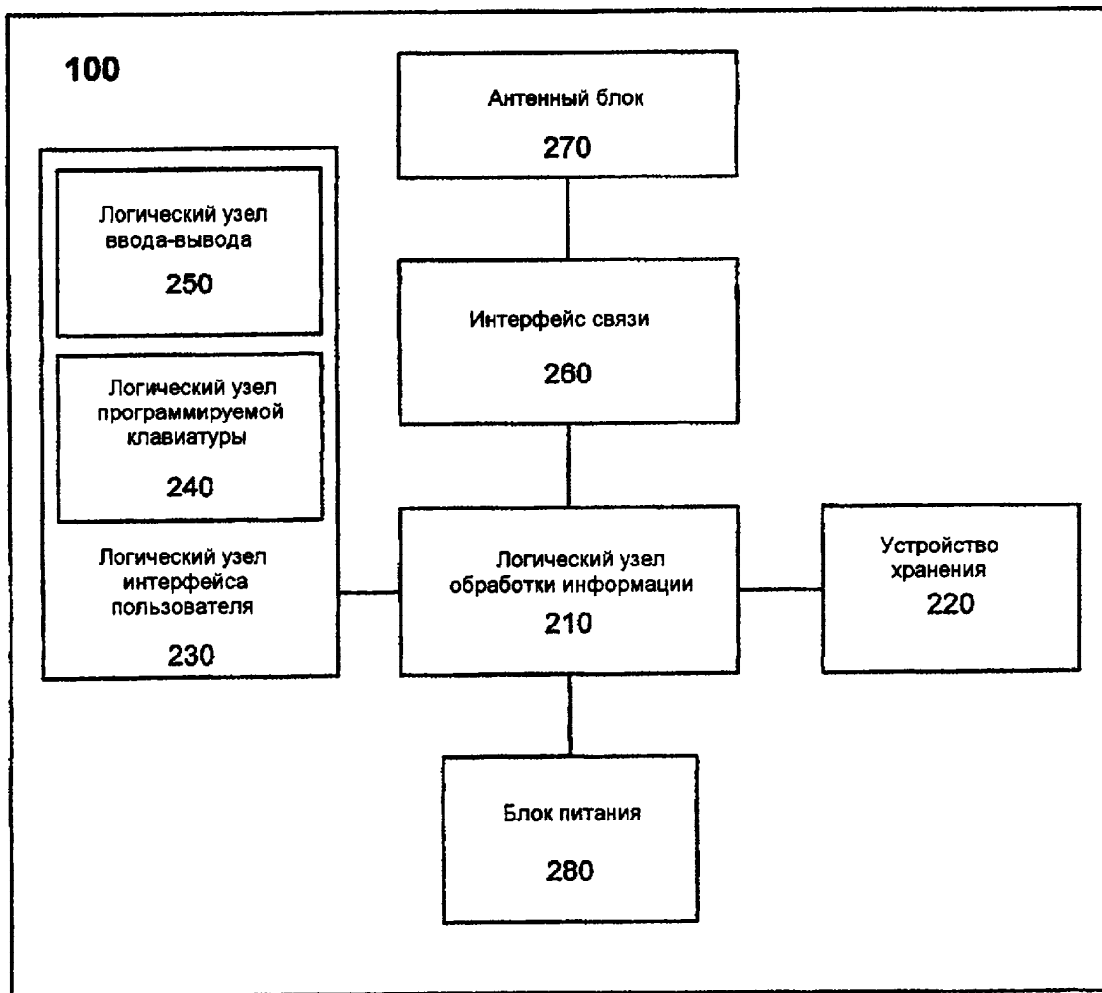 100
Антенный блок
270
Логический узел
ввода-вывода
250
Интерфейс связи
260
Логический узел
программируемой
клавиатуры
240
Логический узел
интерфейса
пользователя
230
Логический узел
обработки информации
210
Устройство
хранения
220
Блок питания
280